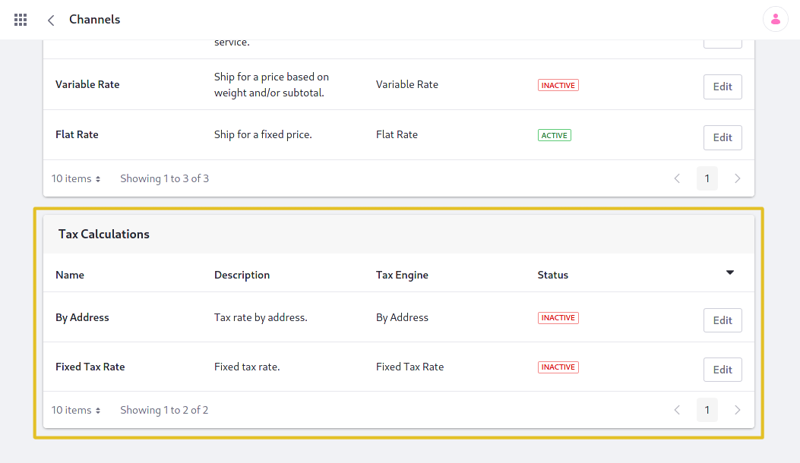 Channels
service.
Variable Rate Ship for a price based on weight and/or subtotal. Variable Rate INACTIVE Edit
Flat Rate Ship for a fixed price. Flat Rate ACTIVE Edit
10 items Showing 1 to 3 of 3 1
Tax Calculations
Name Description Tax Engine Status
By Address Tax rate by address. By Address INACTIVE Edit
Fixed Tax Rate Fixed tax rate. Fixed Tax Rate INACTIVE Edit
10 items Showing 1 to 2 of 2 1